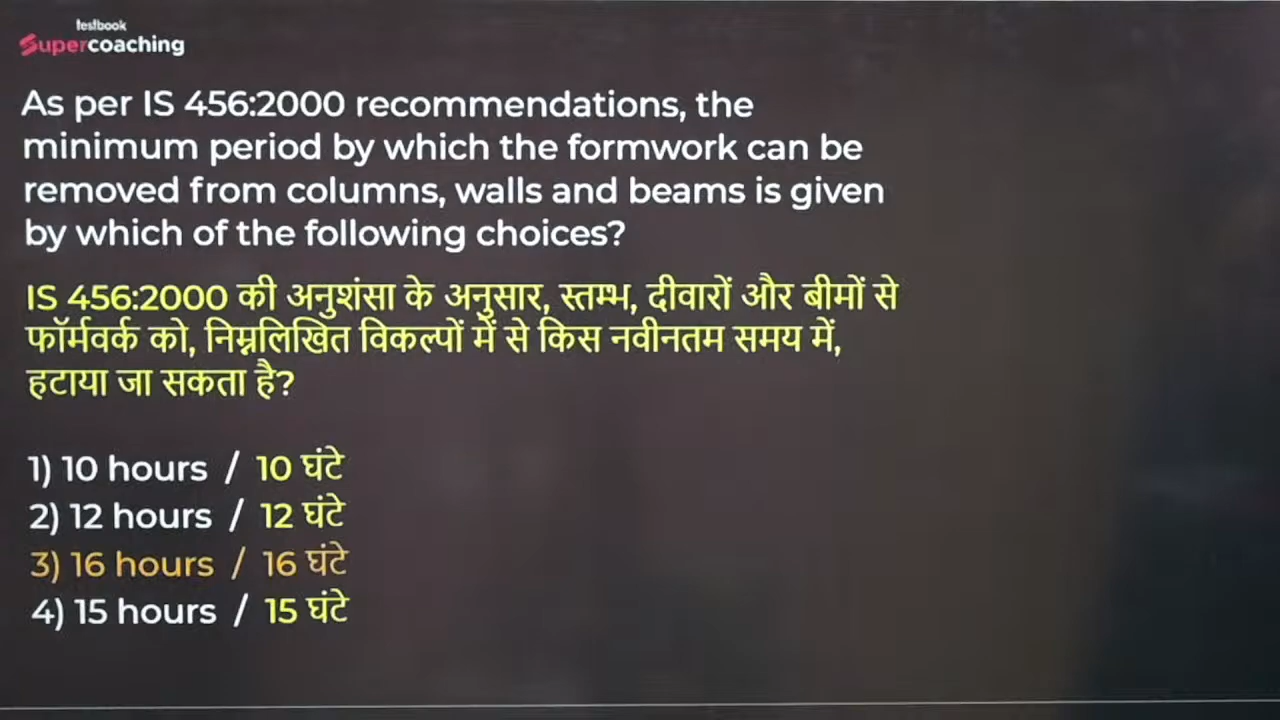 testbook
Supercoaching
As per IS 456:2000 recommendations, the
minimum period by which the formwork can be
removed from columns, walls and beams is given
by which of the following choices?
IS 456:2000 की अनुशंसा के अनुसार, स्तम्भ, दीवारों और बीमों से
फॉर्मवर्क को, निम्नलिखित विकल्पों में से किस नवीनतम समय में,
हटाया जा सकता है?
1) 10 hours / 10 घंटे
2) 12 hours / 12 घंटे
3) 16 hours / 16 घंटे
4) 15 hours / 15 घंटे